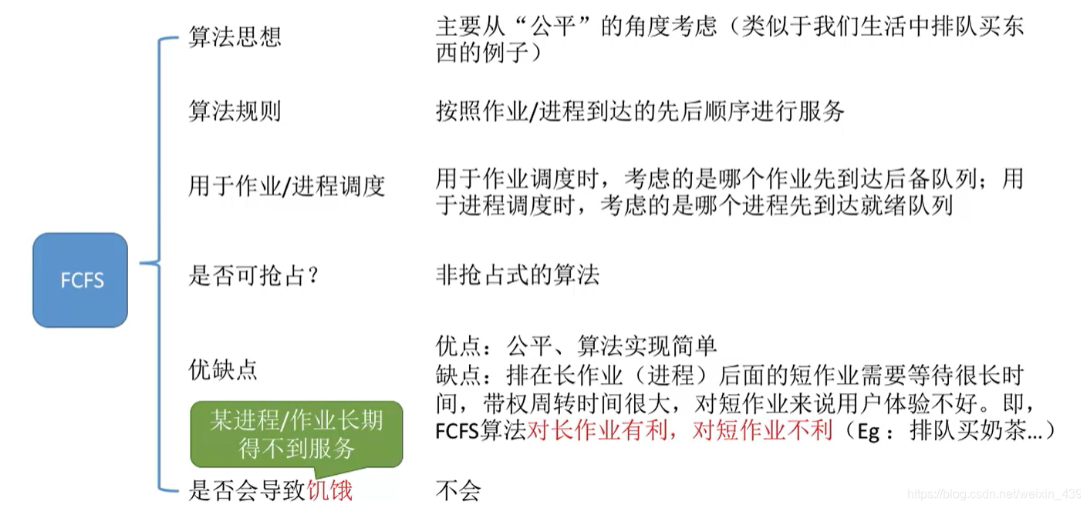 算法思想
主要从“公平”的角度考虑（类似于我们生活中排队买东
西的例子）
算法规则
按照作业/进程到达的先后顺序进行服务
用于作业/进程调度
用于作业调度时，考虑的是哪个作业先到达后备队列；用
于进程调度时，考虑的是哪个进程先到达就绪队列
FCFS
是否可抢占？
非抢占式的算法
优缺点
优点：公平、算法实现简单
缺点：排在长作业（进程）后面的短作业需要等待很长时
间，带权周转时间很大，对短作业来说用户体验不好。即，
FCFS算法对长作业有利，对短作业不利（Eg：排队买奶茶…）
某进程/作业长期
得不到服务
是否会导致饥饿
不会
https://blog.csdn.net/weixin_438